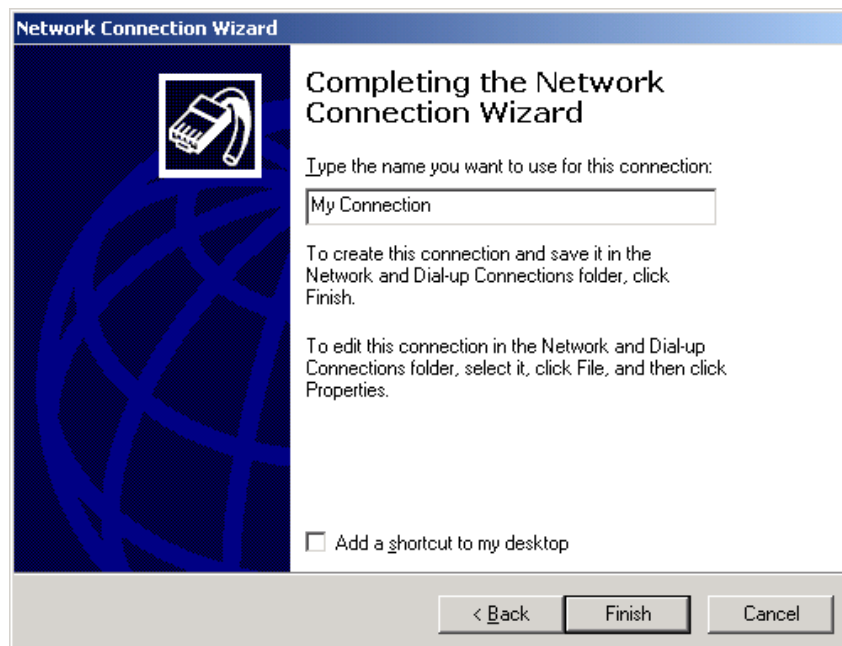 Network Connection Wizard
Completing the Network
Connection Wizard
Type the name you want to use for this connection:
My Connection
To create this connection and save it in the
Network and Dial-up Connections folder, click
Finish.
To edit this connection in the Network and Dial-up
Connections folder, select it, click File, and then click
Properties.
Add a shortcut to my desktop
< Back
Finish
Cancel